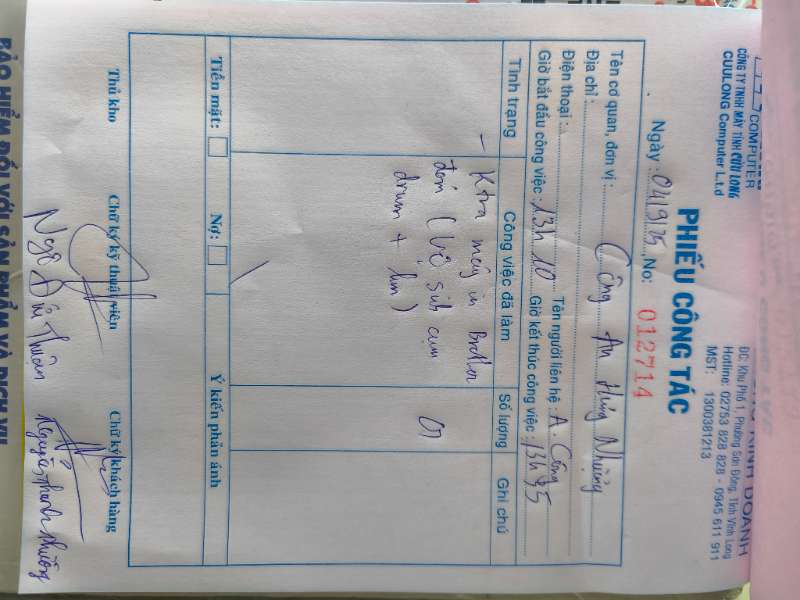 COMPUTER
CÔNG TY TNHH MÁY TÍNH CỬU LONG
CUULONG Computer L.t.d
KINH DOANH
ĐC: Khu Phố 1, Phường Sơn Đông, Tỉnh Vĩnh Long
Hotline: 02753 828 828 - 0945 611 911
MST: 1300381213
PHIẾU CÔNG TÁC
Ngày: 04/9/25 No: 012714
Tên cơ quan, đơn vị: Công An Hưng Nhượng
Địa chỉ:
Điện thoại: Tên người liên hệ: A. Công
Giờ bắt đầu công việc: 13h10 Giờ kết thúc công việc: 13h35
Tình trạng Công việc đã làm Số lượng Ghi chú
- Ktra máy in Brother 01
đen (Vệ sinh cụm
drum + lim)
Tiền mặt: Nợ: Ý kiến phản ánh
Thủ kho Chữ ký kỹ thuật viên Chữ ký khách hàng
Ngô Thuận Nguyễn Thanh
BẢO HIỂM ĐỐI VỚI SẢN PHẨM VÀ DỊCH VỤ